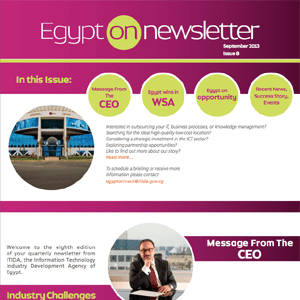 Egypt on newsletter
September 2013
Issue 8
In this Issue:
Message From The CEO
Egypt wins in WSA
Egypt on opportunity
Recent News, Success Story, Events
Interested in outsourcing your IT, business processes, or knowledge management?
Searching for the ideal high-quality low-cost location?
Considering a strategic investment in the ICT sector?
Exploring partnership opportunities?
Like to find out more about our story?
Read more...
To schedule a briefing or receive more
information please contact
Welcome to the eighth edition
of your quarterly newsletter from
ITIDA, the Information Technology
Industry Development Agency of
Egypt.
Message From The
CEO
Industry Challenges